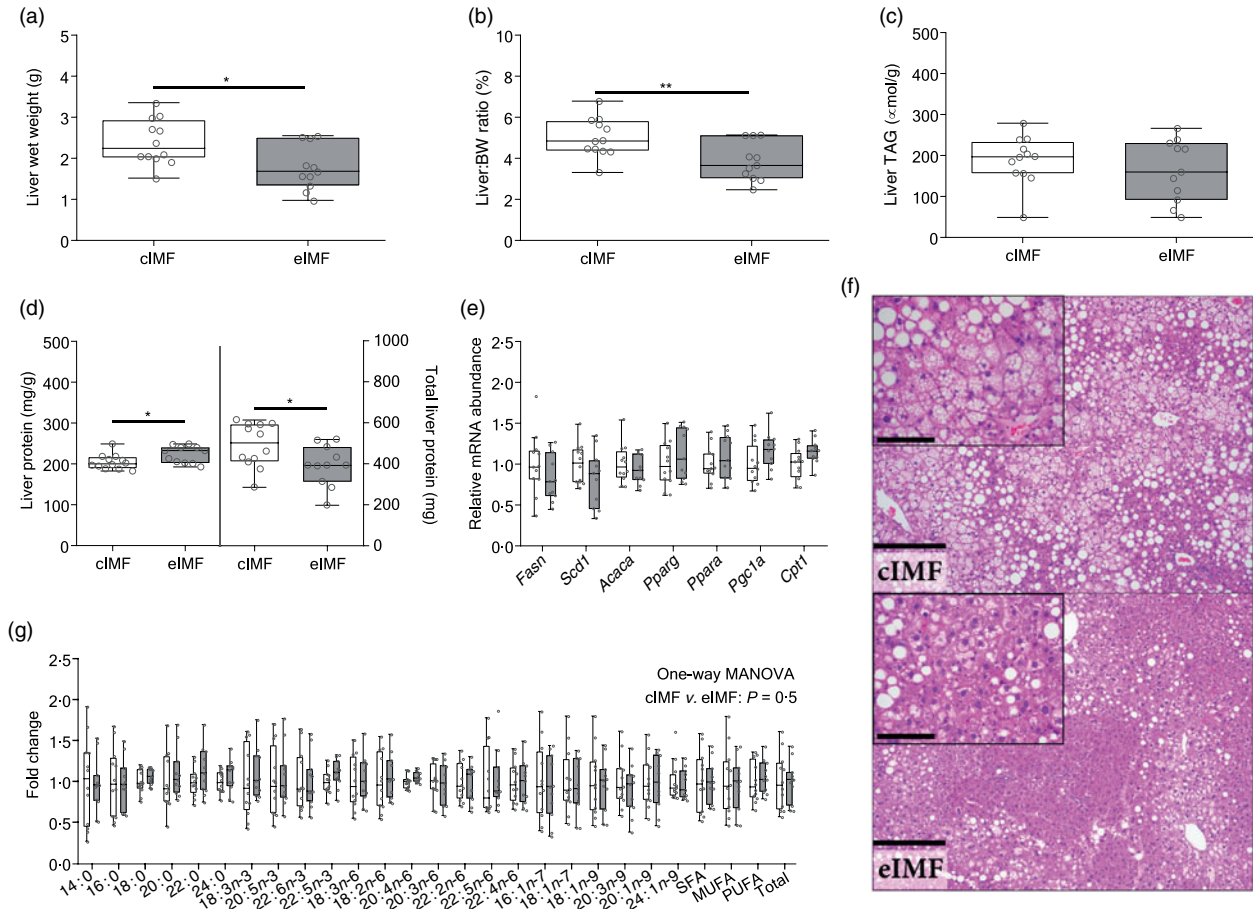 (a)
Liver wet weight (g)
5
4
3
2
1
0
*
cIMF
eIMF
(b)
Liver:BW ratio (%)
10
8
6
4
2
0
**
cIMF
eIMF
(c)
Liver TAG (∝mol/g)
500
400
300
200
100
0
cIMF
eIMF
(d)
Liver protein (mg/g)
500
400
300
200
100
0
*
*
cIMF
eIMF
cIMF
eIMF
1000
800
600
400
200
0
Total liver protein
(mg)
(e)
Relative mRNA abundance
2·0
1·5
1·0
0·5
0
Fasn
Scd1
Acaca
Pparg
Ppara
Pgc1a
Cpt1
(f)
cIMF
eIMF
(g)
Fold change
2·5
2·0
1·5
1·0
0·5
0·0
One-way MANOVA
cIMF v. eIMF: P = 0·5
14:0
16:0
18:0
20:0
22:0
24:0
18:3n-3
20:5n-3
22:6n-3
22:5n-3
18:3n-6
18:2n-6
20:4n-6
20:3n-6
22:2n-6
22:5n-6
22:4n-6
16:1n-7
18:1n-7
18:1n-9
20:3n-9
20:1n-9
24:1n-9
SFA
MUFA
PUFA
Total